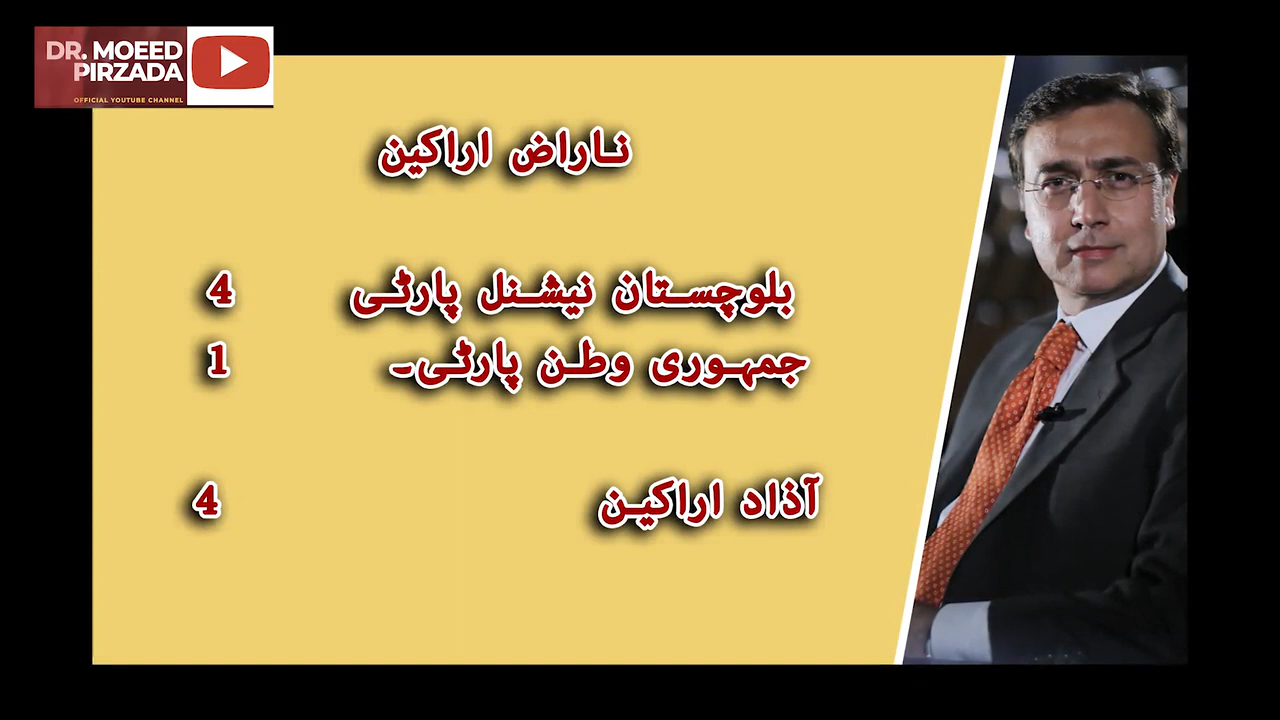 DR. MOEED
PIRZADA
OFFICIAL YOUTUBE CHANNEL
ناراض اراکین
بلوچستان نیشنل پارٹی 4
جمہوری وطن پارٹی۔ 1
آذاد اراکین 4